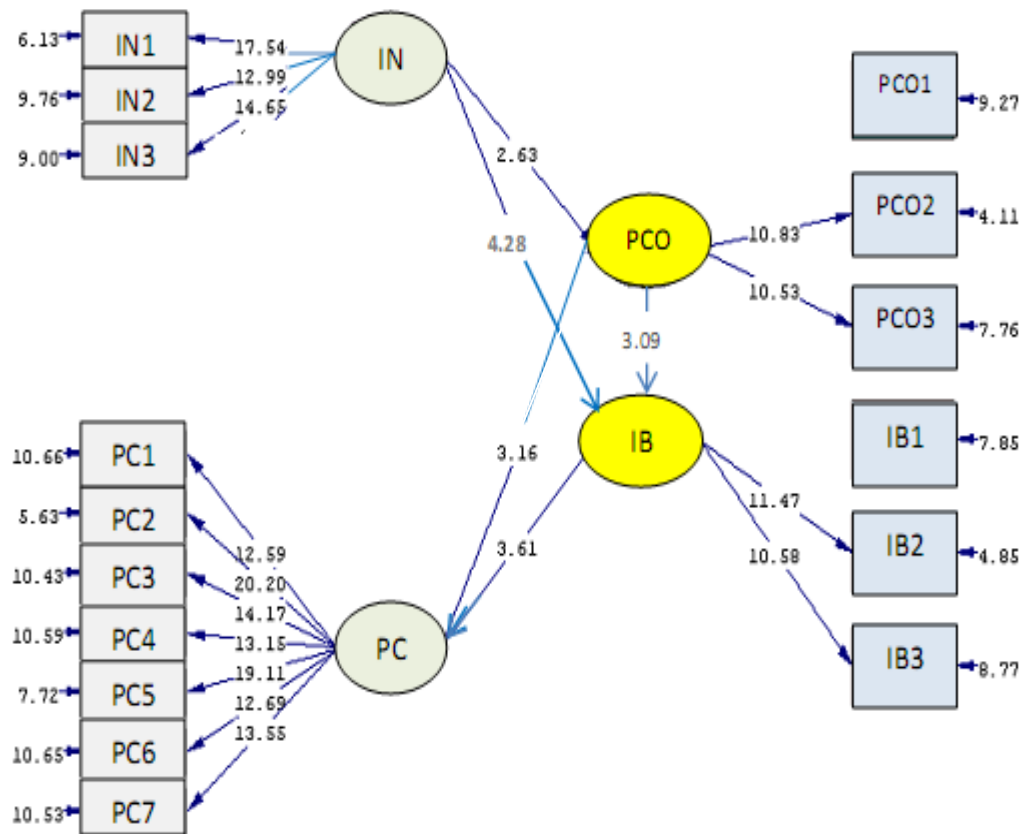 6.13
IN1
17.54
IN
9.76
IN2
12.99
9.00
IN3
14.65
2.63
4.28
PCO
3.09
PCO1
9.27
10.83
PCO2
4.11
10.53
PCO3
7.76
IB
IB1
7.85
11.47
IB2
4.85
10.58
IB3
8.77
3.16
3.61
10.66
PC1
12.59
5.63
PC2
20.20
10.43
PC3
14.17
10.59
PC4
13.15
PC
7.72
PC5
19.11
10.65
PC6
12.69
10.53
PC7
13.55